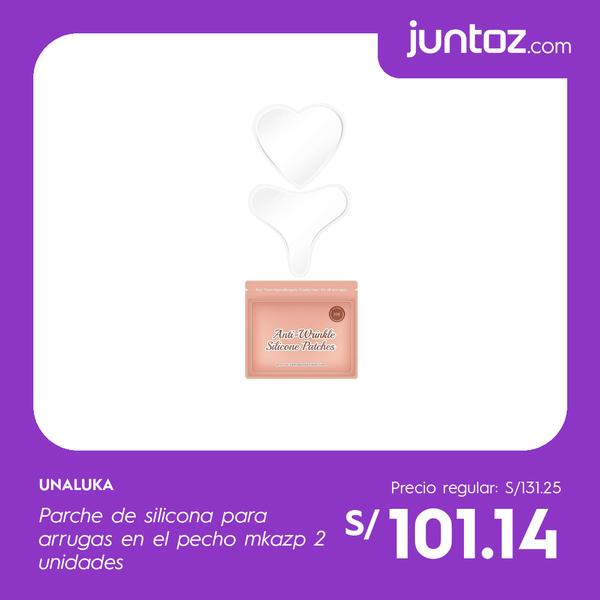 juntoz.com
Anti-Wrinkle
Silicone Patches
UNALUKA
Parche de silicona para
arrugas en el pecho mkazp 2
unidades
Precio regular: S/131.25
S/101.14